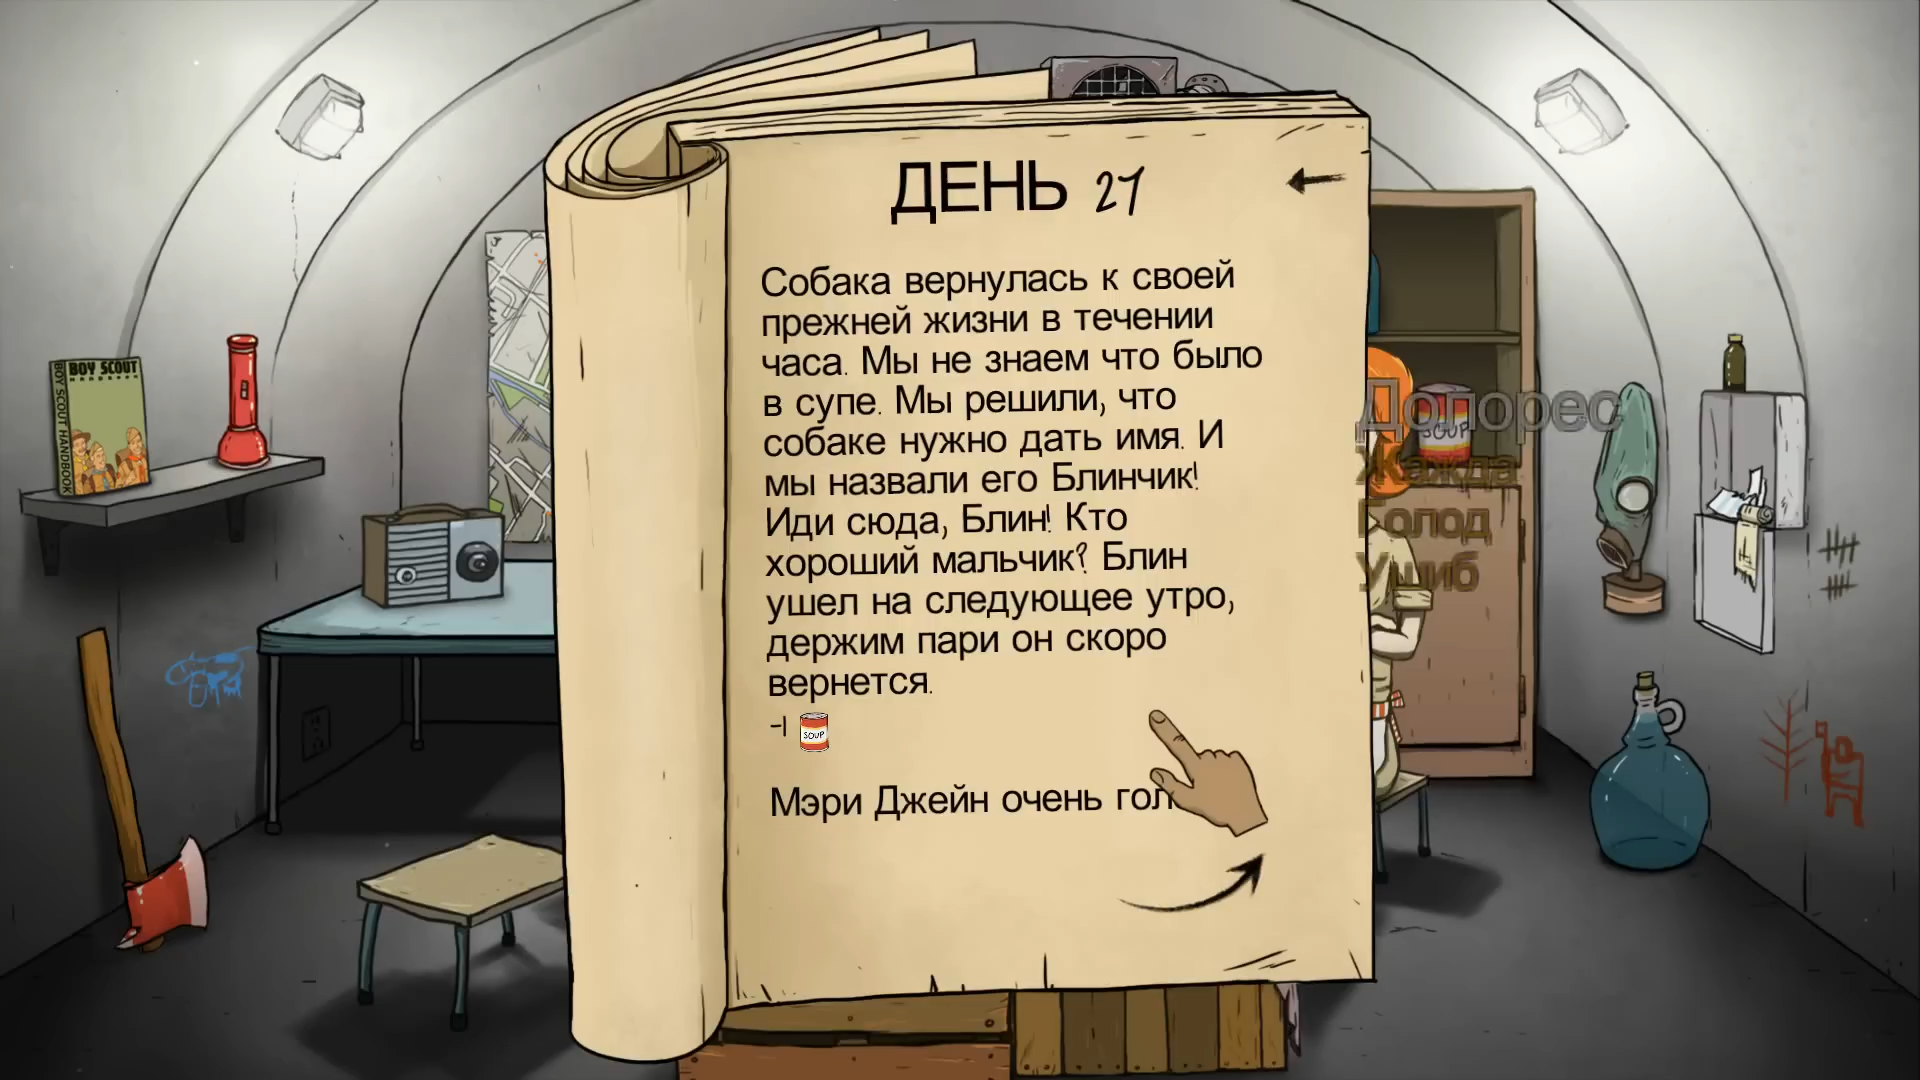 ДЕНЬ 27
Собака вернулась к своей
прежней жизни в течении
часа. Мы не знаем что было
в супе. Мы решили, что
собаке нужно дать имя. И
мы назвали его Блинчик!
Иди сюда, Блин! Кто
хороший мальчик? Блин
ушел на следующее утро,
держим пари он скоро
вернется.
-1 SOUP
Мэри Джейн очень
BOY SCOUT
HANDBOOK
BOY SCOUT HANDBOOK
Долорес
SOUP
Жажда
Голод
Ушиб